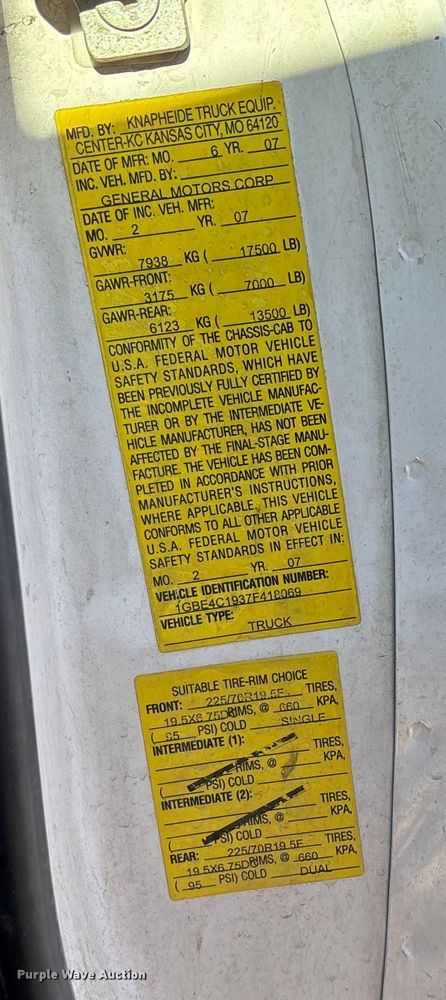 MFD. BY: KNAPHEIDE TRUCK EQUIP.
CENTER-KC KANSAS CITY, MO 64120
DATE OF MFR: MO. 6 YR. 07
INC. VEH. MFD. BY:
GENERAL MOTORS CORP
DATE OF INC. VEH. MFR:
MO. 2 YR. 07
GVWR:
7938 KG ( 17500 LB)
GAWR-FRONT:
3175 KG ( 7000 LB)
GAWR-REAR:
6123 KG ( 13500 LB)
CONFORMITY OF THE CHASSIS-CAB TO
U.S.A. FEDERAL MOTOR VEHICLE
SAFETY STANDARDS, WHICH HAVE
BEEN PREVIOUSLY FULLY CERTIFIED BY
THE INCOMPLETE VEHICLE MANUFAC-
TURER OR BY THE INTERMEDIATE VE-
HICLE MANUFACTURER, HAS NOT BEEN
AFFECTED BY THE FINAL-STAGE MANU-
FACTURE. THE VEHICLE HAS BEEN COM-
PLETED IN ACCORDANCE WITH PRIOR
MANUFACTURER'S INSTRUCTIONS,
WHERE APPLICABLE. THIS VEHICLE
CONFORMS TO ALL OTHER APPLICABLE
U.S.A. FEDERAL MOTOR VEHICLE
SAFETY STANDARDS IN EFFECT IN:
MO. 2 YR. 07
VEHICLE IDENTIFICATION NUMBER:
1GBE4C1937F418069
VEHICLE TYPE:
TRUCK
SUITABLE TIRE-RIM CHOICE
FRONT: 225/70R19.5F TIRES,
19.5X6.75 RIMS, @ 660 KPA,
( 95 PSI) COLD SINGLE
INTERMEDIATE (1):
TIRES,
RIMS, @ KPA,
( PSI) COLD
INTERMEDIATE (2):
TIRES,
RIMS, @ KPA,
( PSI) COLD
REAR: 225/70R19.5F TIRES,
19.5X6.75 RIMS, @ 660 KPA,
( 95 PSI) COLD DUAL
Purple Wave Auction